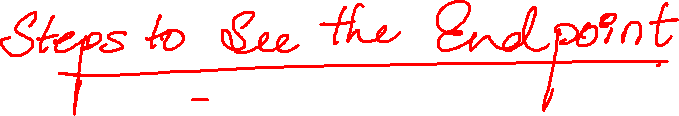 Steps to See the Endpoint